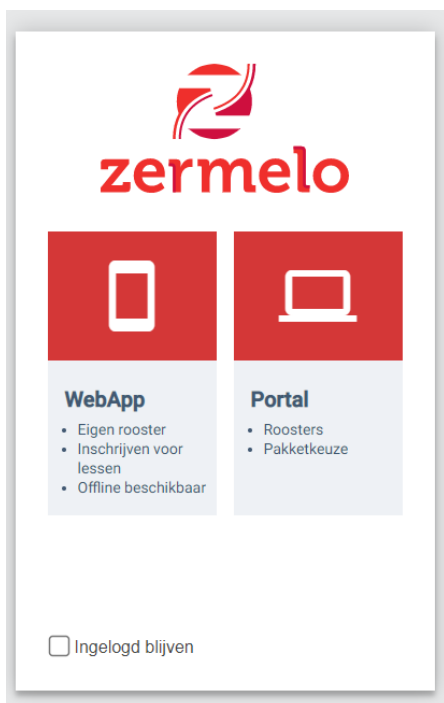 zermelo
WebApp
Eigen rooster
Inschrijven voor
lessen
Offline beschikbaar
Portal
Roosters
Pakketkeuze
Ingelogd blijven